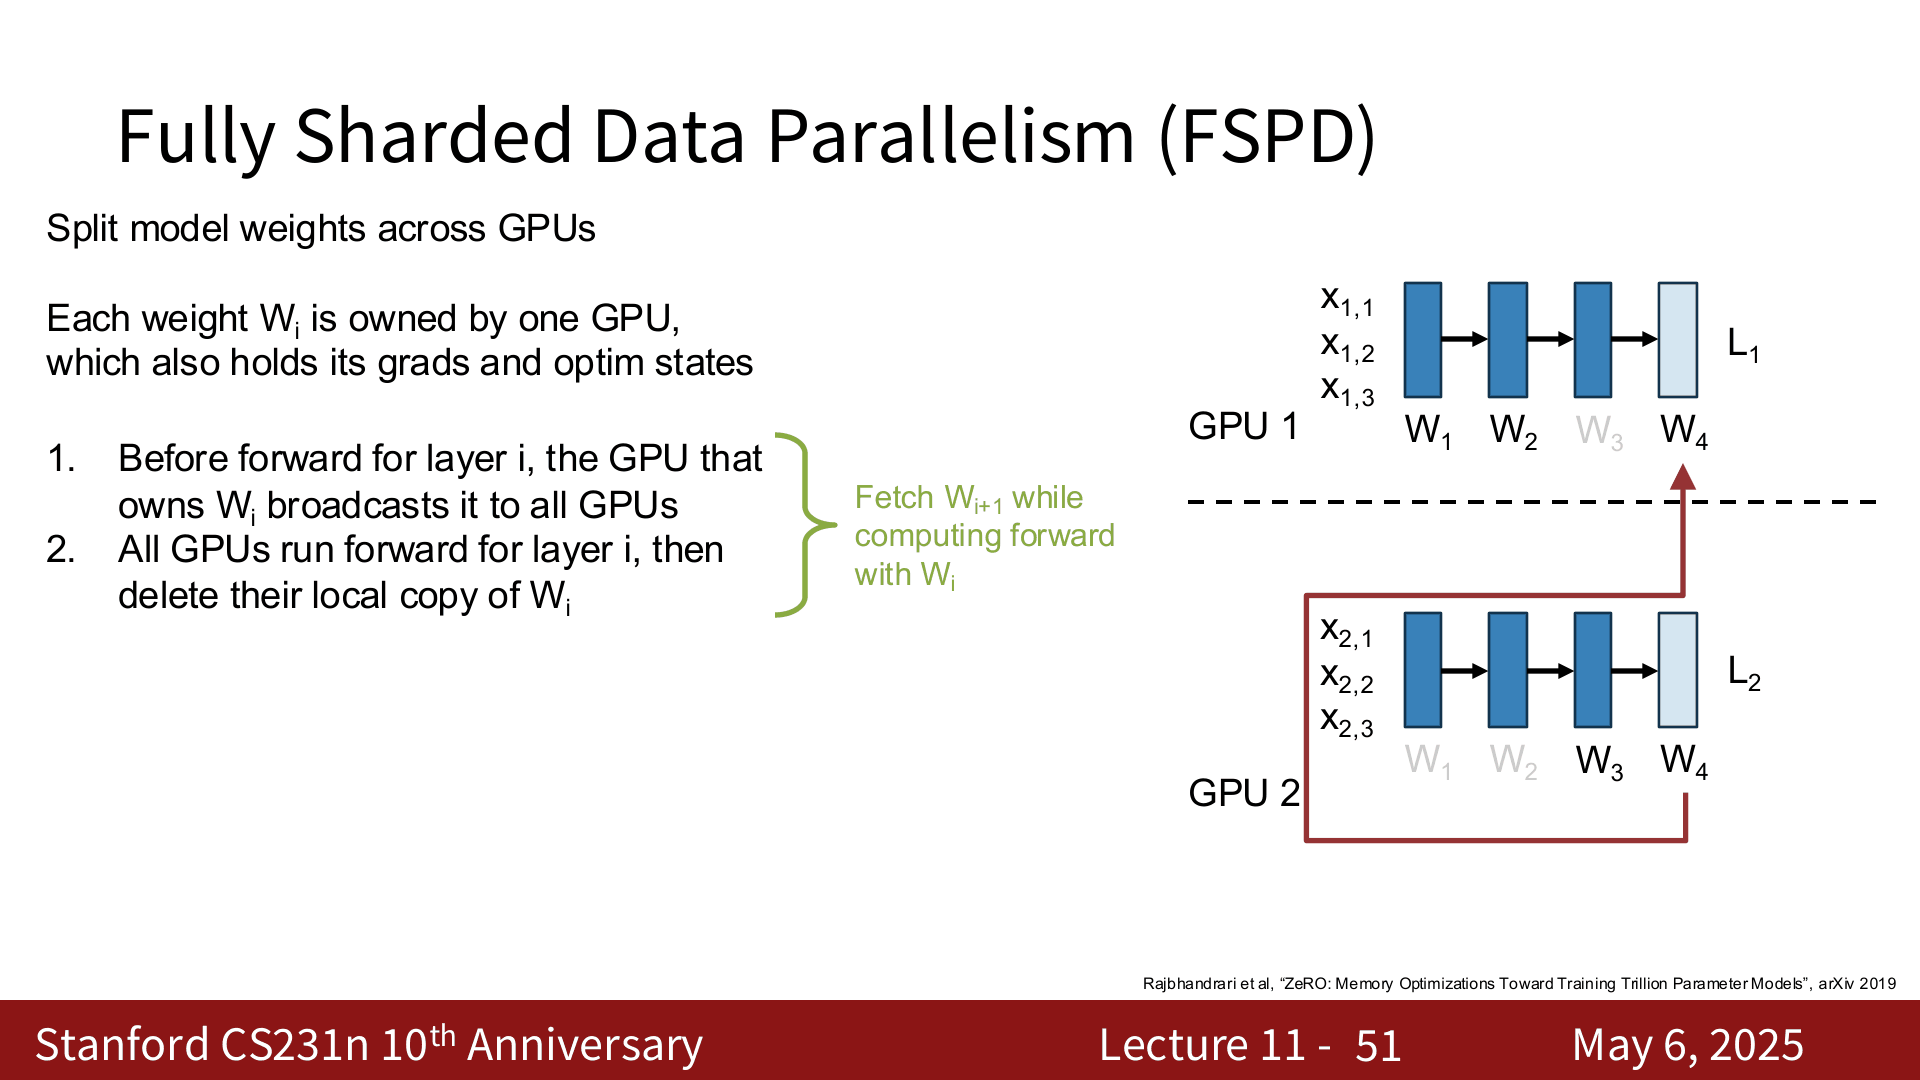 Fully Sharded Data Parallelism (FSPD)
Split model weights across GPUs
Each weight Wi is owned by one GPU,
which also holds its grads and optim states
1. Before forward for layer i, the GPU that
owns Wi broadcasts it to all GPUs
2. All GPUs run forward for layer i, then
delete their local copy of Wi
Fetch Wi+1 while
computing forward
with Wi
x1,1
x1,2
x1,3
L1
GPU 1
W1 W2 W3 W4
x2,1
x2,2
x2,3
L2
W1 W2 W3 W4
GPU 2
Rajbhandrari et al, “ZeRO: Memory Optimizations Toward Training Trillion Parameter Models”, arXiv 2019
Stanford CS231n 10th Anniversary
Lecture 11 - 51
May 6, 2025